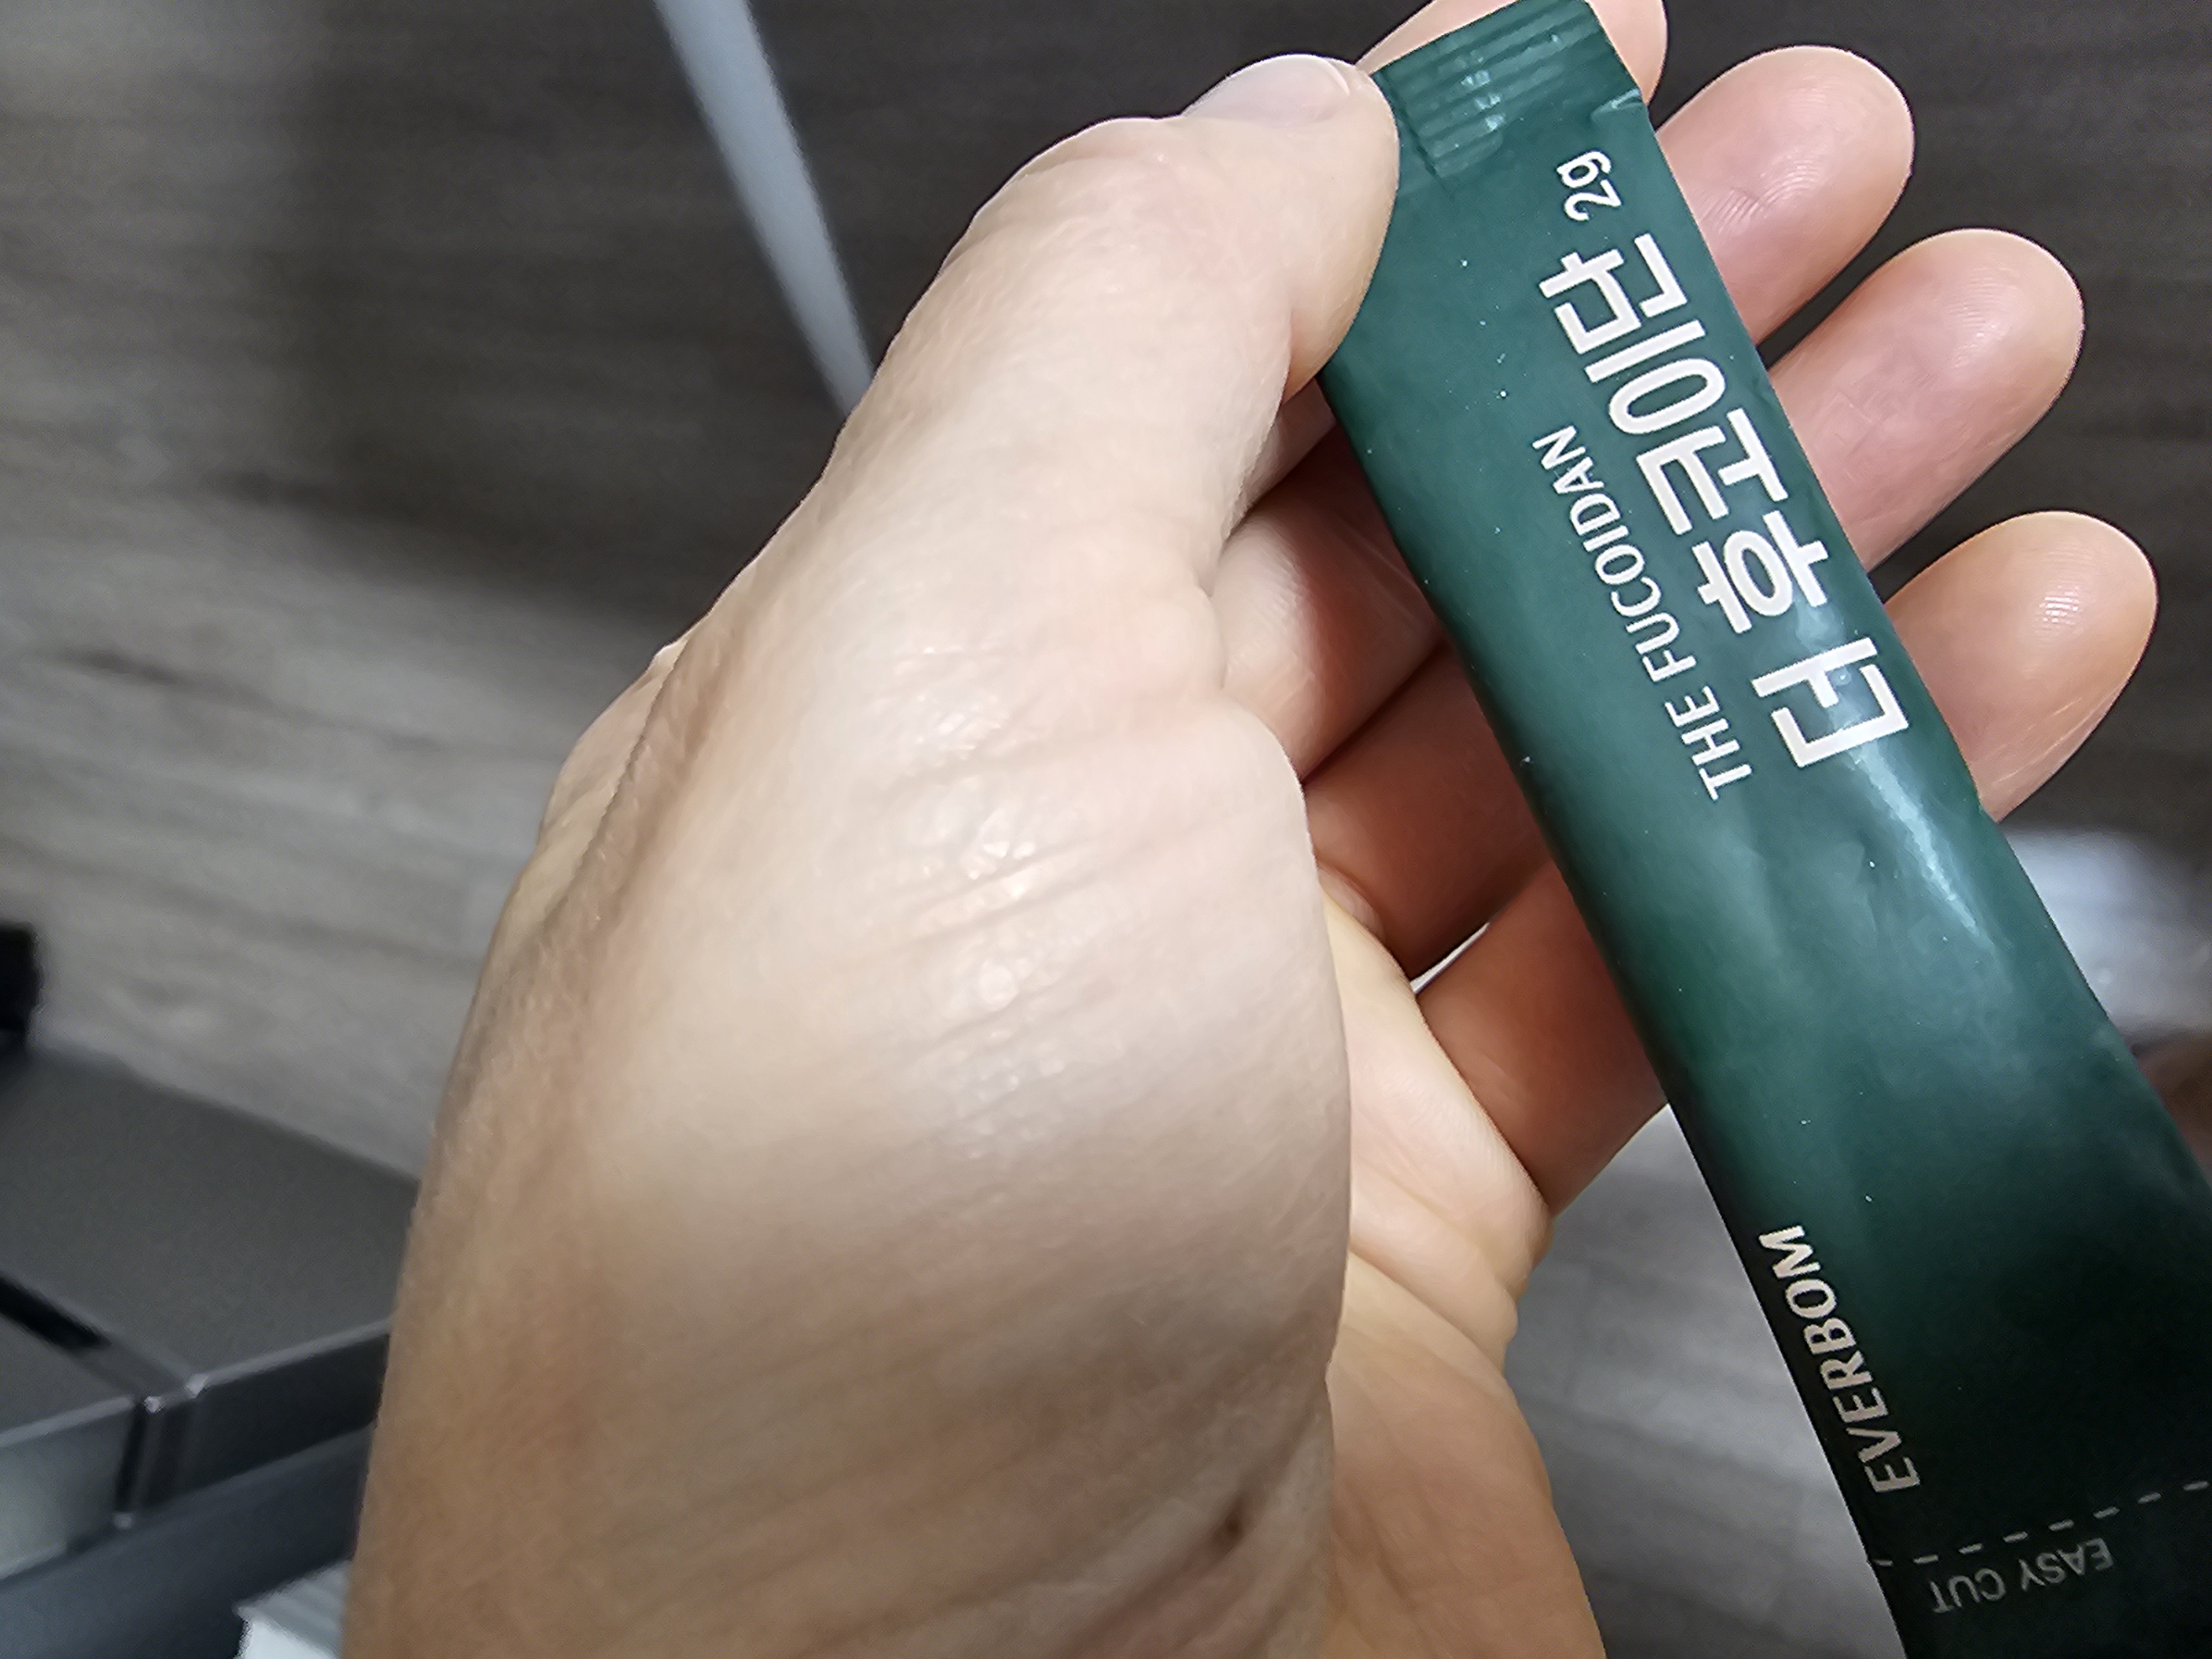 더 후코이단 2g
THE FUCOIDAN
EVERBOM
EASY CUT